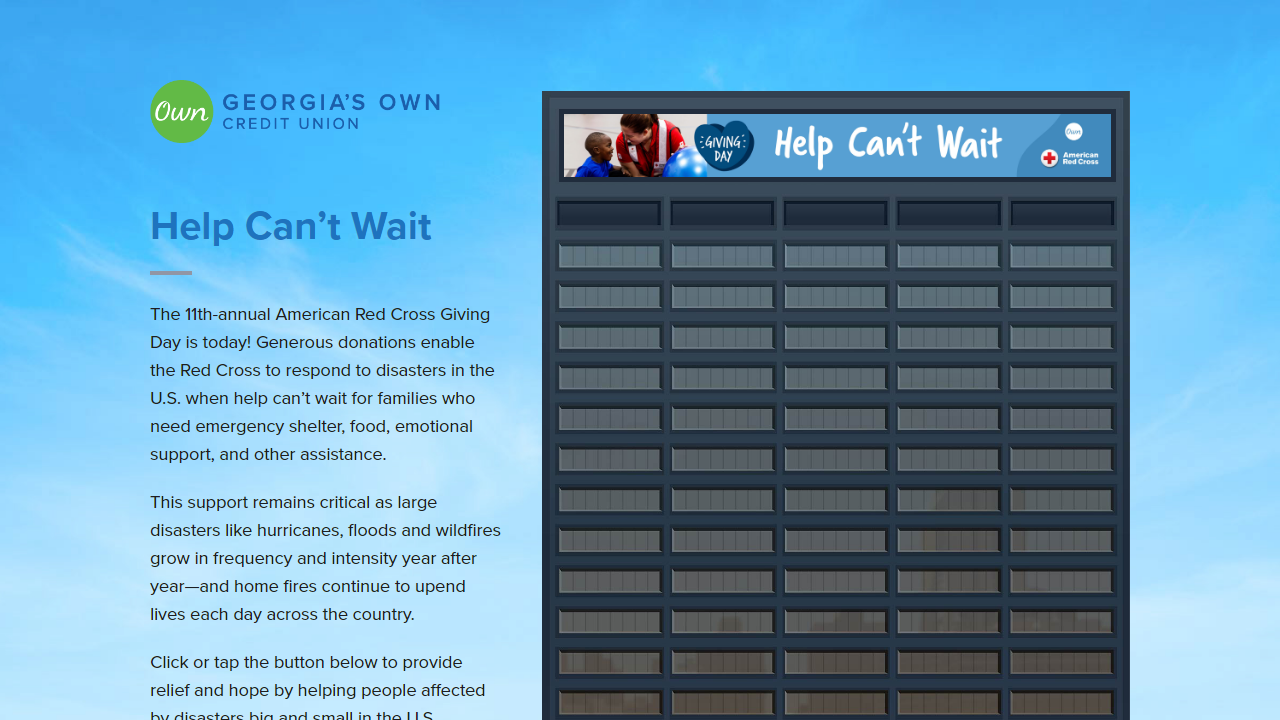 Own
GEORGIA'S OWN
CREDIT UNION
GIVING
DAY
Help Can't Wait
Own
American
Red Cross
Help Can’t Wait
The 11th-annual American Red Cross Giving
Day is today! Generous donations enable
the Red Cross to respond to disasters in the
U.S. when help can’t wait for families who
need emergency shelter, food, emotional
support, and other assistance.
This support remains critical as large
disasters like hurricanes, floods and wildfires
grow in frequency and intensity year after
year—and home fires continue to upend
lives each day across the country.
Click or tap the button below to provide
relief and hope by helping people affected
by disasters big and small in the U.S.